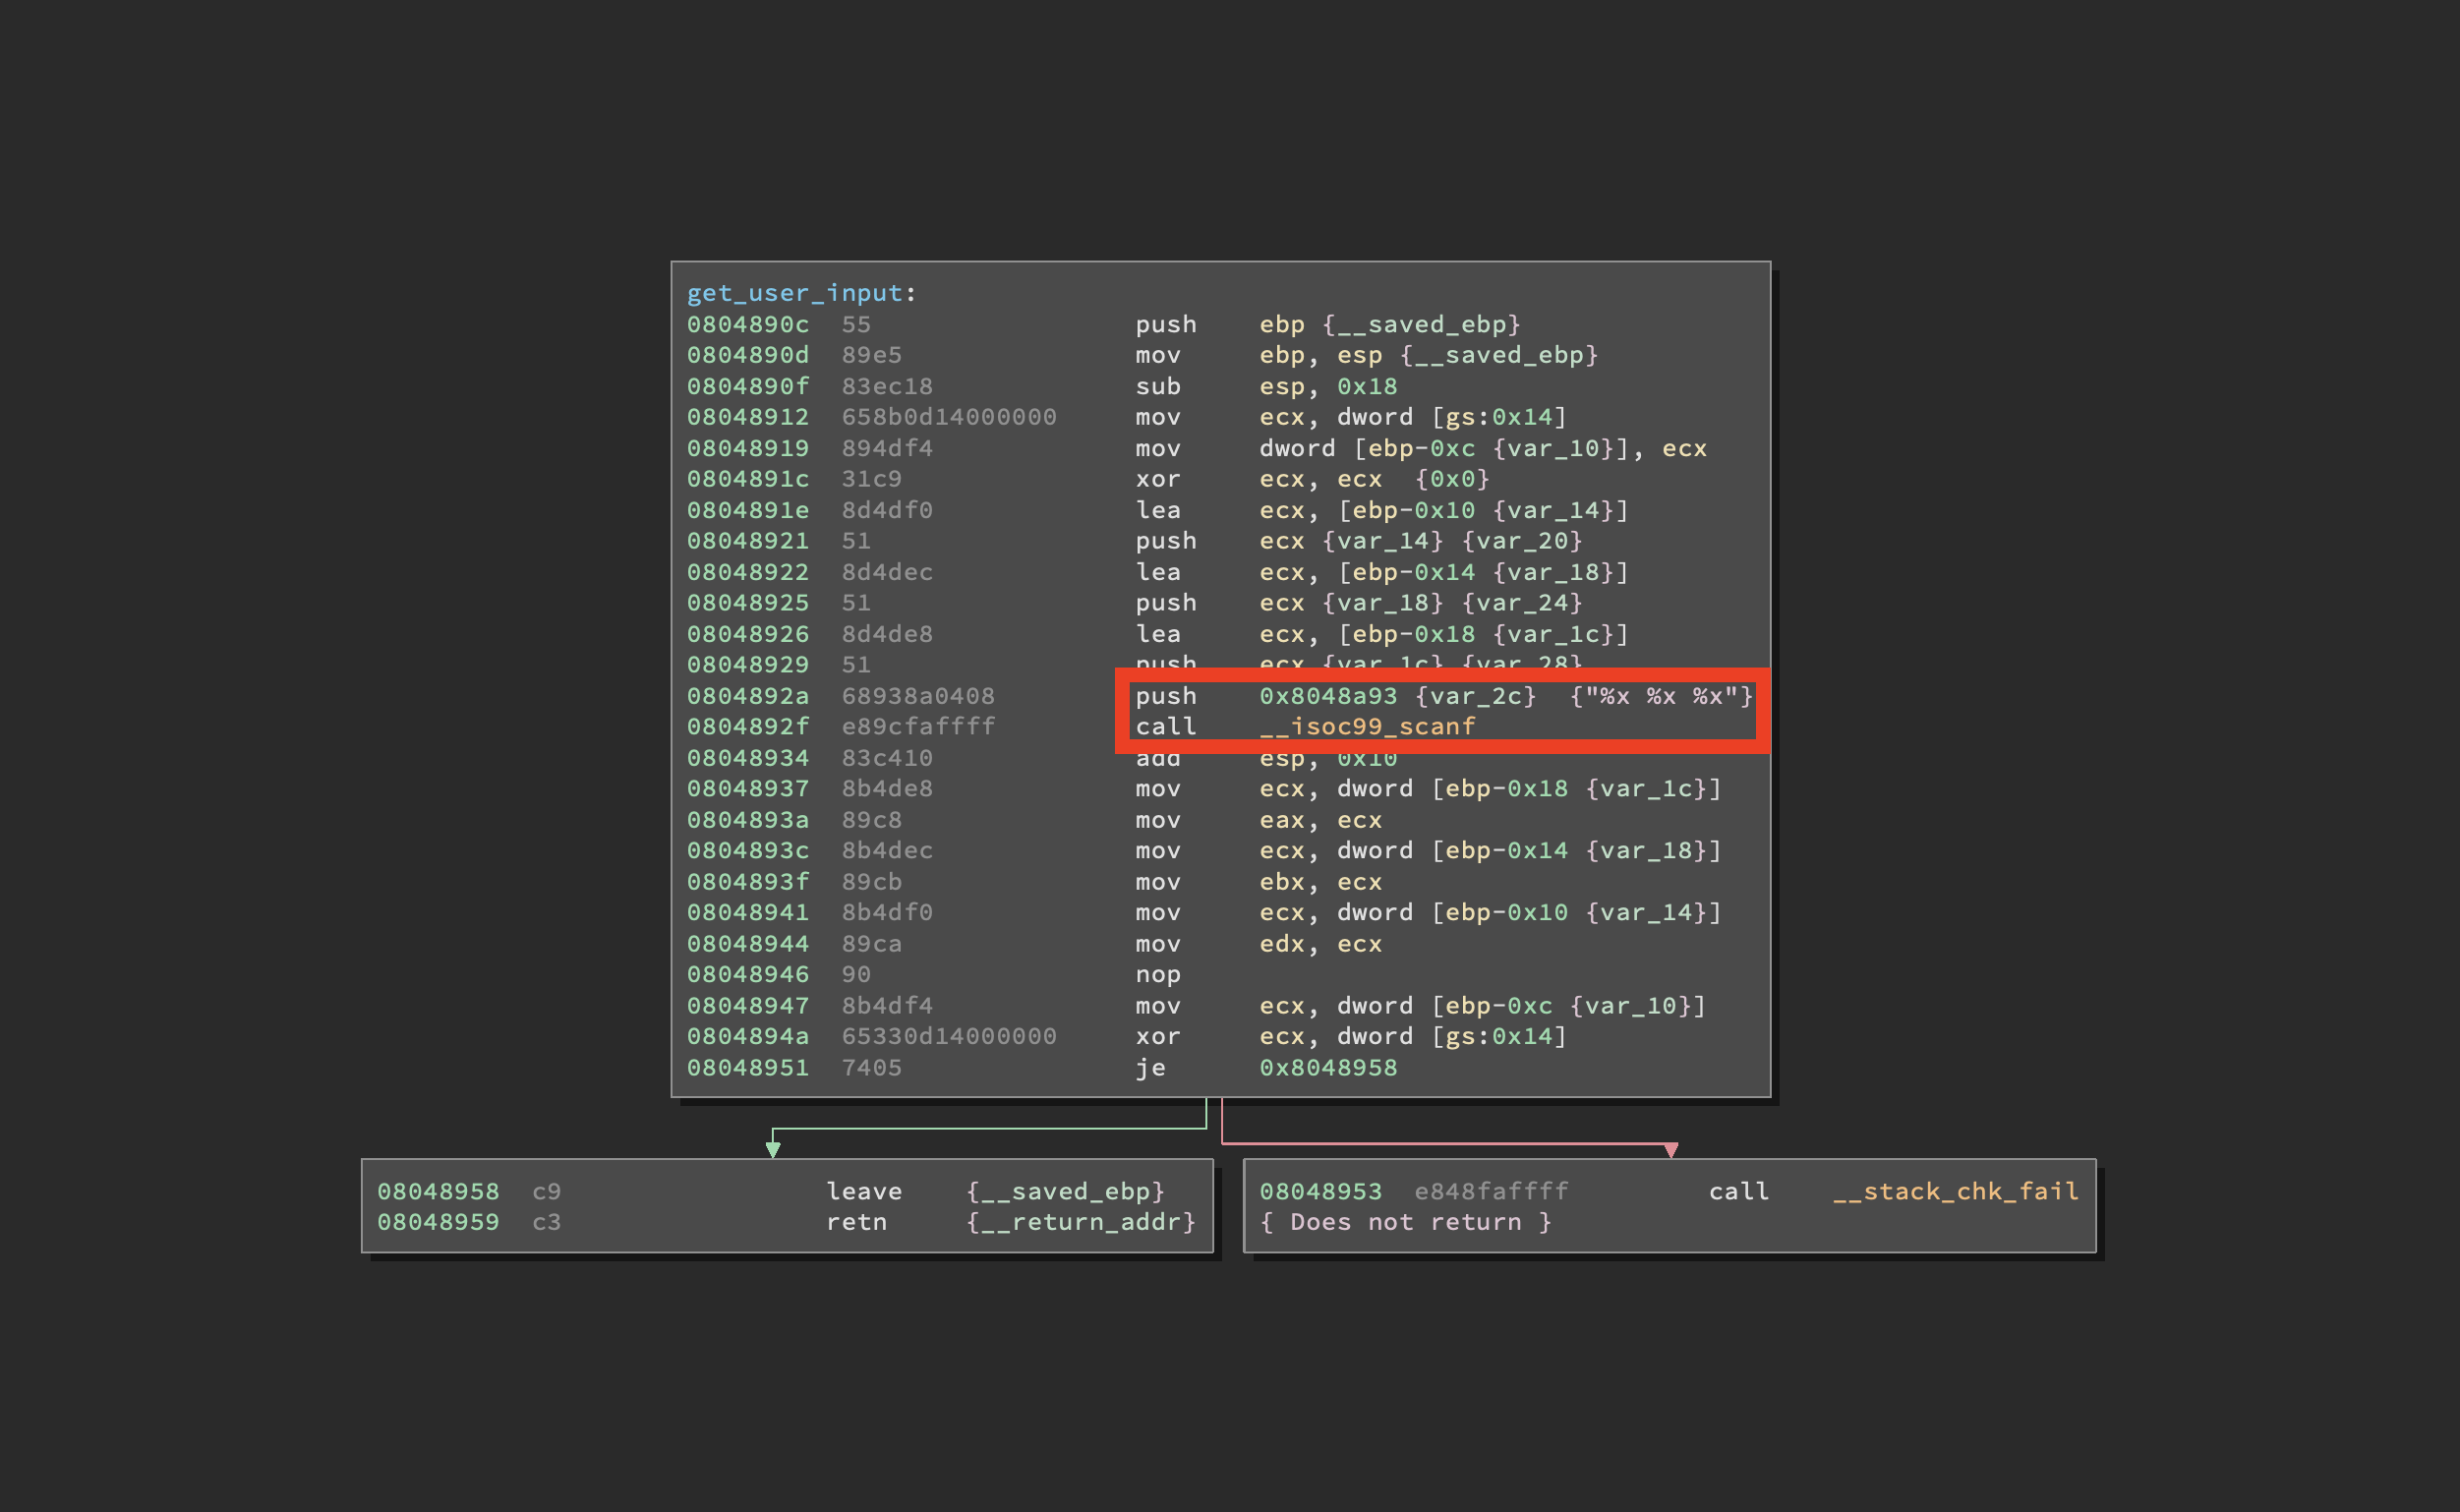 get_user_input:
0804890c 55 push ebp {__saved_ebp}
0804890d 89e5 mov ebp, esp {__saved_ebp}
0804890f 83ec18 sub esp, 0x18
08048912 658b0d14000000 mov ecx, dword [gs:0x14]
08048919 894df4 mov dword [ebp-0xc {var_10}], ecx
0804891c 31c9 xor ecx, ecx {0x0}
0804891e 8d4df0 lea ecx, [ebp-0x10 {var_14}]
08048921 51 push ecx {var_14} {var_20}
08048922 8d4dec lea ecx, [ebp-0x14 {var_18}]
08048925 51 push ecx {var_18} {var_24}
08048926 8d4de8 lea ecx, [ebp-0x18 {var_1c}]
08048929 51 push ecx {var_1c} {var_28}
0804892a 68938a0408 push 0x8048a93 {var_2c} {"%x %x %x"}
0804892f e89cfaffff call __isoc99_scanf
08048934 83c410 add esp, 0x10
08048937 8b4de8 mov ecx, dword [ebp-0x18 {var_1c}]
0804893a 89c8 mov eax, ecx
0804893c 8b4dec mov ecx, dword [ebp-0x14 {var_18}]
0804893f 89cb mov ebx, ecx
08048941 8b4df0 mov ecx, dword [ebp-0x10 {var_14}]
08048944 89ca mov edx, ecx
08048946 90 nop
08048947 8b4df4 mov ecx, dword [ebp-0xc {var_10}]
0804894a 65330d14000000 xor ecx, dword [gs:0x14]
08048951 7405 je 0x8048958
08048958 c9 leave {__saved_ebp}
08048959 c3 retn {__return_addr}
08048953 e848faffff call __stack_chk_fail
{ Does not return }